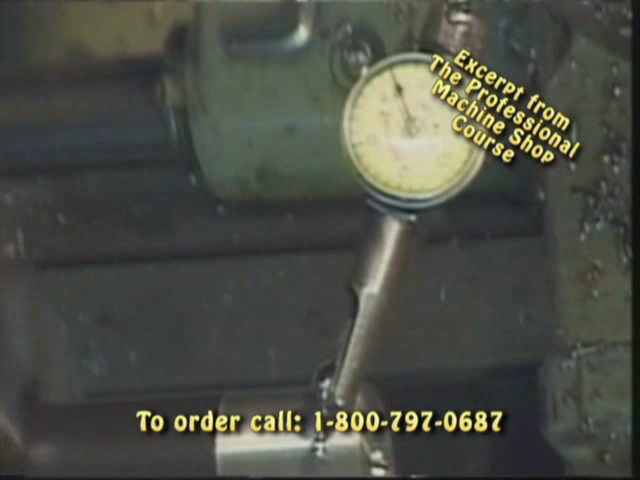 Excerpt from
The Professional
Machine Shop
Course
To order call: 1-800-797-0687